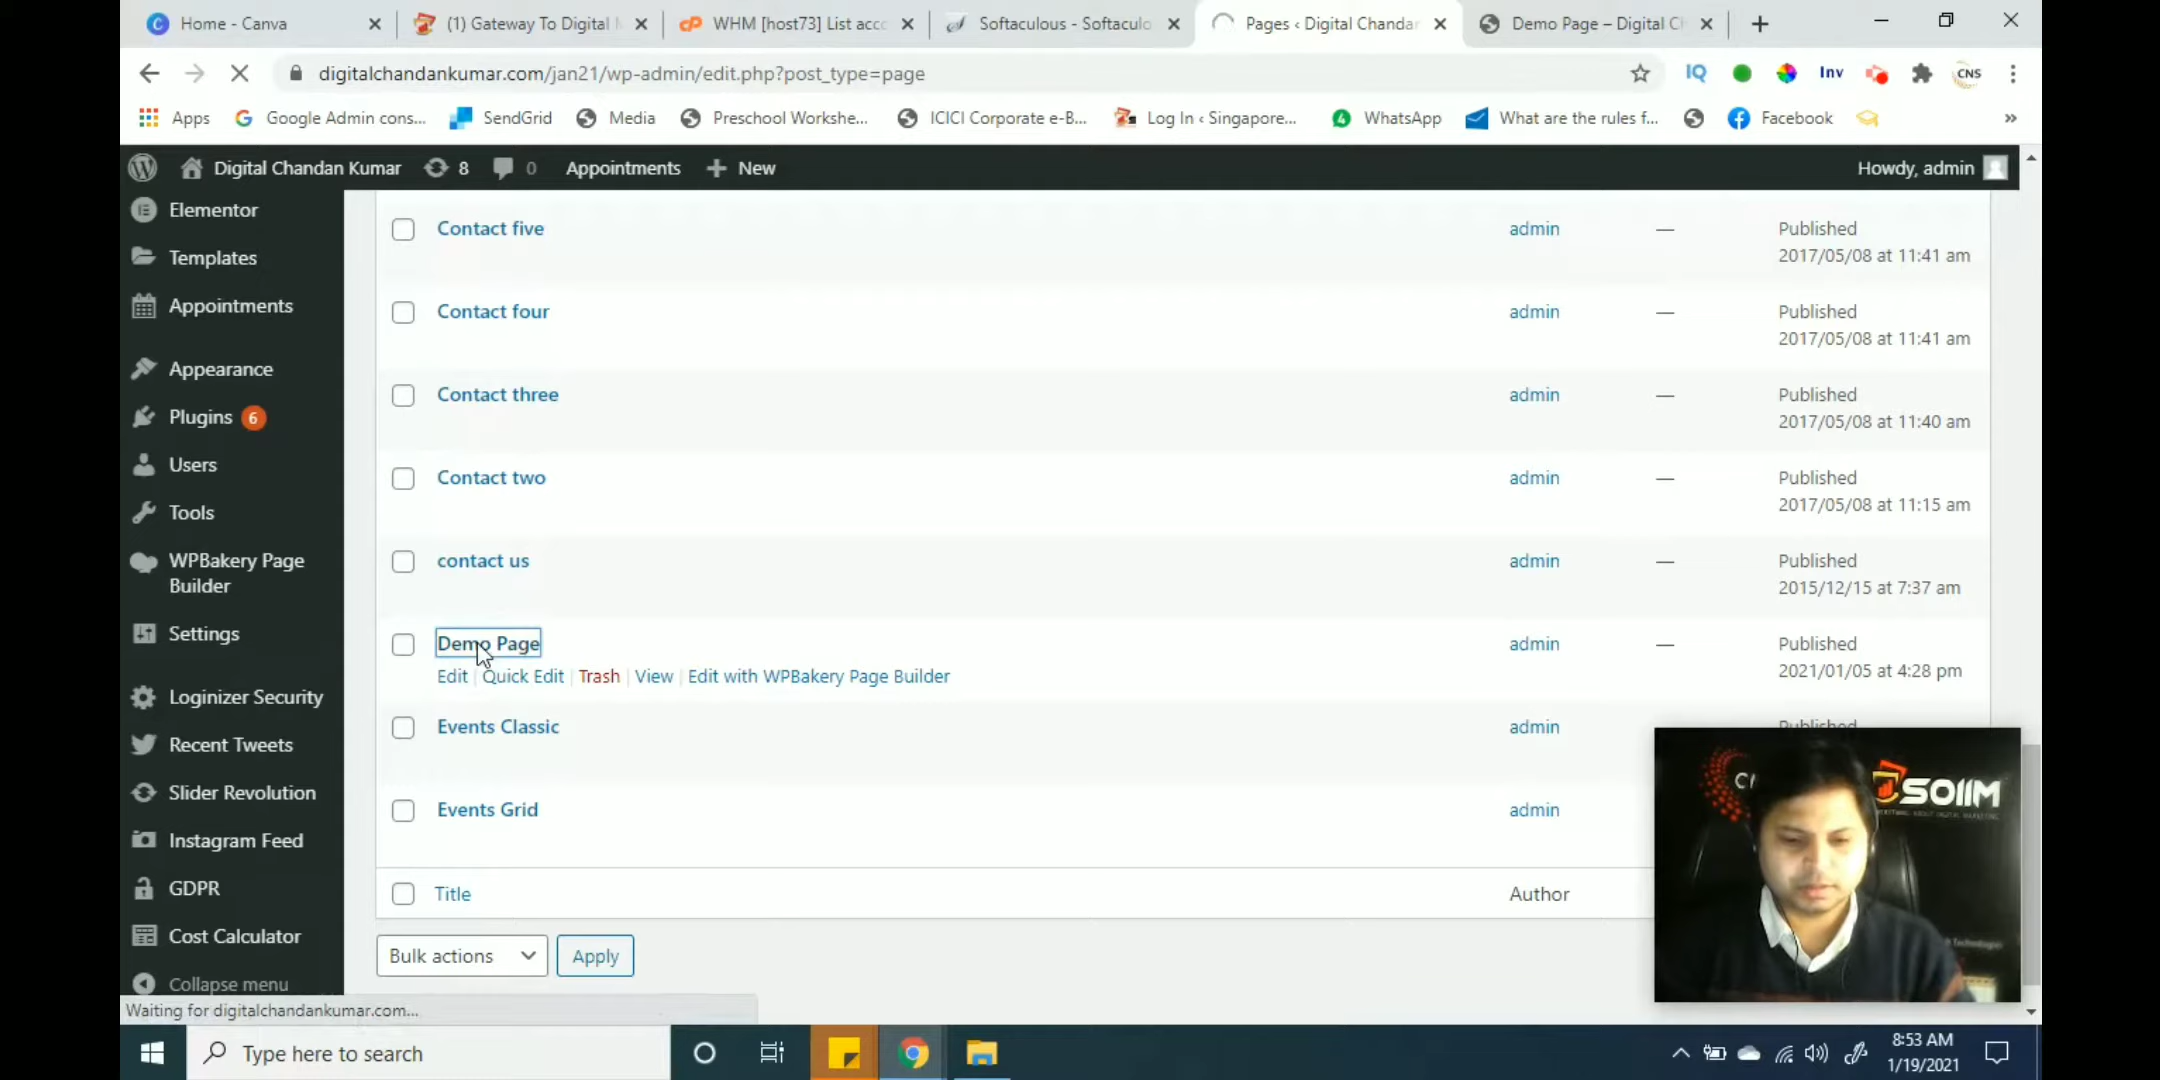 Home - Canva
(1) Gateway To Digital
WHM [host73] List acc
Softaculous - Softaculo
Pages ‹ Digital Chandar
Demo Page – Digital C
digitalchandankumar.com/jan21/wp-admin/edit.php?post_type=page
IQ
Inv
CNS
Apps
Google Admin cons...
SendGrid
Media
Preschool Workshe...
ICICI Corporate e-B...
Log In ‹ Singapore...
WhatsApp
What are the rules f...
Facebook
»
Digital Chandan Kumar
8
0
Appointments
New
Howdy, admin
Elementor
Templates
Appointments
Appearance
Plugins 6
Users
Tools
WPBakery Page
Builder
Settings
Loginizer Security
Recent Tweets
Slider Revolution
Instagram Feed
GDPR
Cost Calculator
Collapse menu
Contact five admin — Published
2017/05/08 at 11:41 am
Contact four admin — Published
2017/05/08 at 11:41 am
Contact three admin — Published
2017/05/08 at 11:40 am
Contact two admin — Published
2017/05/08 at 11:15 am
contact us admin — Published
2015/12/15 at 7:37 am
Demo Page admin — Published
2021/01/05 at 4:28 pm
Edit | Quick Edit | Trash | View | Edit with WPBakery Page Builder
Events Classic admin Published
Events Grid admin
Title Author
Bulk actions
Apply
SOIIM
Waiting for digitalchandankumar.com...
Type here to search
8:53 AM
1/19/2021